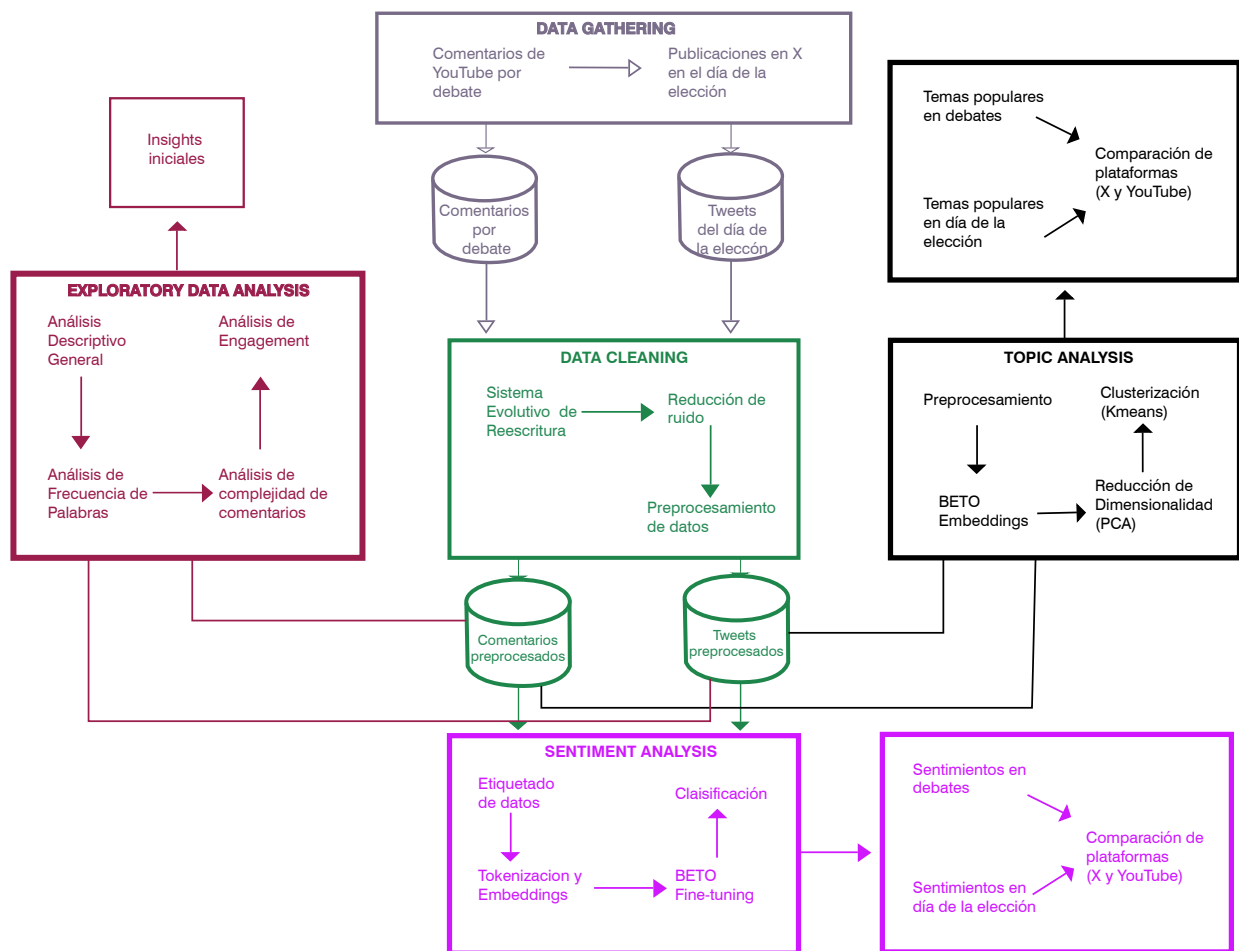 DATA GATHERING
Comentarios de
YouTube por
debate
Publicaciones en X
en el día de la
elección
Comentarios
por
debate
Tweets
del día de
la eleccón
Insights
iniciales
EXPLORATORY DATA ANALYSIS
Análisis
Descriptivo
General
Análisis de
Engagement
Análisis de
Frecuencia de
Palabras
Análisis de
complejidad de
comentarios
DATA CLEANING
Sistema
Evolutivo de
Reescritura
Reducción de
ruido
Preprocesamiento
de datos
Comentarios
preprocesados
Tweets
preprocesados
Temas populares
en debates
Temas populares
en día de la
elección
Comparación de
plataformas
(X y YouTube)
TOPIC ANALYSIS
Preprocesamiento
Clusterización
(Kmeans)
BETO
Embeddings
Reducción de
Dimensionalidad
(PCA)
SENTIMENT ANALYSIS
Etiquetado
de datos
Claisificación
Tokenizacion y
Embeddings
BETO
Fine-tuning
Sentimientos en
debates
Sentimientos en
día de la elección
Comparación de
plataformas
(X y YouTube)